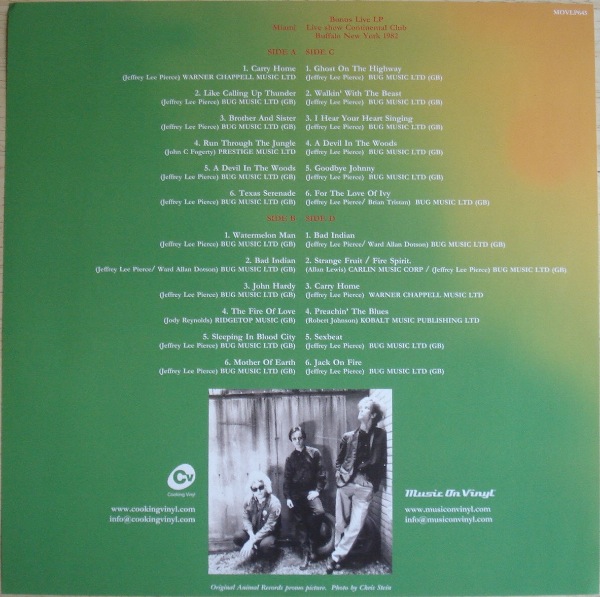 MOVLP641
Bonus Live LP
Miami Live show Continental Club
Buffalo New York 1982
SIDE A
1. Carry Home
(Jeffrey Lee Pierce) WARNER CHAPPELL MUSIC LTD
2. Like Calling Up Thunder
(Jeffrey Lee Pierce) BUG MUSIC LTD (GB)
3. Brother And Sister
(Jeffrey Lee Pierce) BUG MUSIC LTD (GB)
4. Run Through The Jungle
(John C Fogerty) PRESTIGE MUSIC LTD
5. A Devil In The Woods
(Jeffrey Lee Pierce) BUG MUSIC LTD (GB)
6. Texas Serenade
(Jeffrey Lee Pierce) BUG MUSIC LTD (GB)
SIDE B
1. Watermelon Man
(Jeffrey Lee Pierce) BUG MUSIC LTD (GB)
2. Bad Indian
(Jeffrey Lee Pierce/ Ward Allan Dotson) BUG MUSIC LTD (GB)
3. John Hardy
(Jeffrey Lee Pierce) BUG MUSIC LTD (GB)
4. The Fire Of Love
(Jody Reynolds) RIDGETOP MUSIC (GB)
5. Sleeping In Blood City
(Jeffrey Lee Pierce) BUG MUSIC LTD (GB)
6. Mother Of Earth
(Jeffrey Lee Pierce) BUG MUSIC LTD (GB)
SIDE C
1. Ghost On The Highway
(Jeffrey Lee Pierce) BUG MUSIC LTD (GB)
2. Walkin' With The Beast
(Jeffrey Lee Pierce) BUG MUSIC LTD (GB)
3. I Hear Your Heart Singing
(Jeffrey Lee Pierce) BUG MUSIC LTD (GB)
4. A Devil In The Woods
(Jeffrey Lee Pierce) BUG MUSIC LTD (GB)
5. Goodbye Johnny
(Jeffrey Lee Pierce) BUG MUSIC LTD (GB)
6. For The Love Of Ivy
(Jeffrey Lee Pierce/ Brian Tristan) BUG MUSIC LTD (GB)
SIDE D
1. Bad Indian
(Jeffrey Lee Pierce/ Ward Allan Dotson) BUG MUSIC LTD (GB)
2. Strange Fruit / Fire Spirit.
(Allan Lewis) CARLIN MUSIC CORP / (Jeffrey Lee Pierce) BUG MUSIC LTD (GB)
3. Carry Home
(Jeffrey Lee Pierce) WARNER CHAPPELL MUSIC LTD
4. Preachin' The Blues
(Robert Johnson) KOBALT MUSIC PUBLISHING LTD
5. Sexbeat
(Jeffrey Lee Pierce) BUG MUSIC LTD (GB)
6. Jack On Fire
(Jeffrey Lee Pierce) BUG MUSIC LTD (GB)
Cv
Cooking Vinyl
www.cookingvinyl.com
info@cookingvinyl.com
Music On Vinyl
www.musiconvinyl.com
info@musiconvinyl.com
Original Animal Records promo picture. Photo by Chris Stein